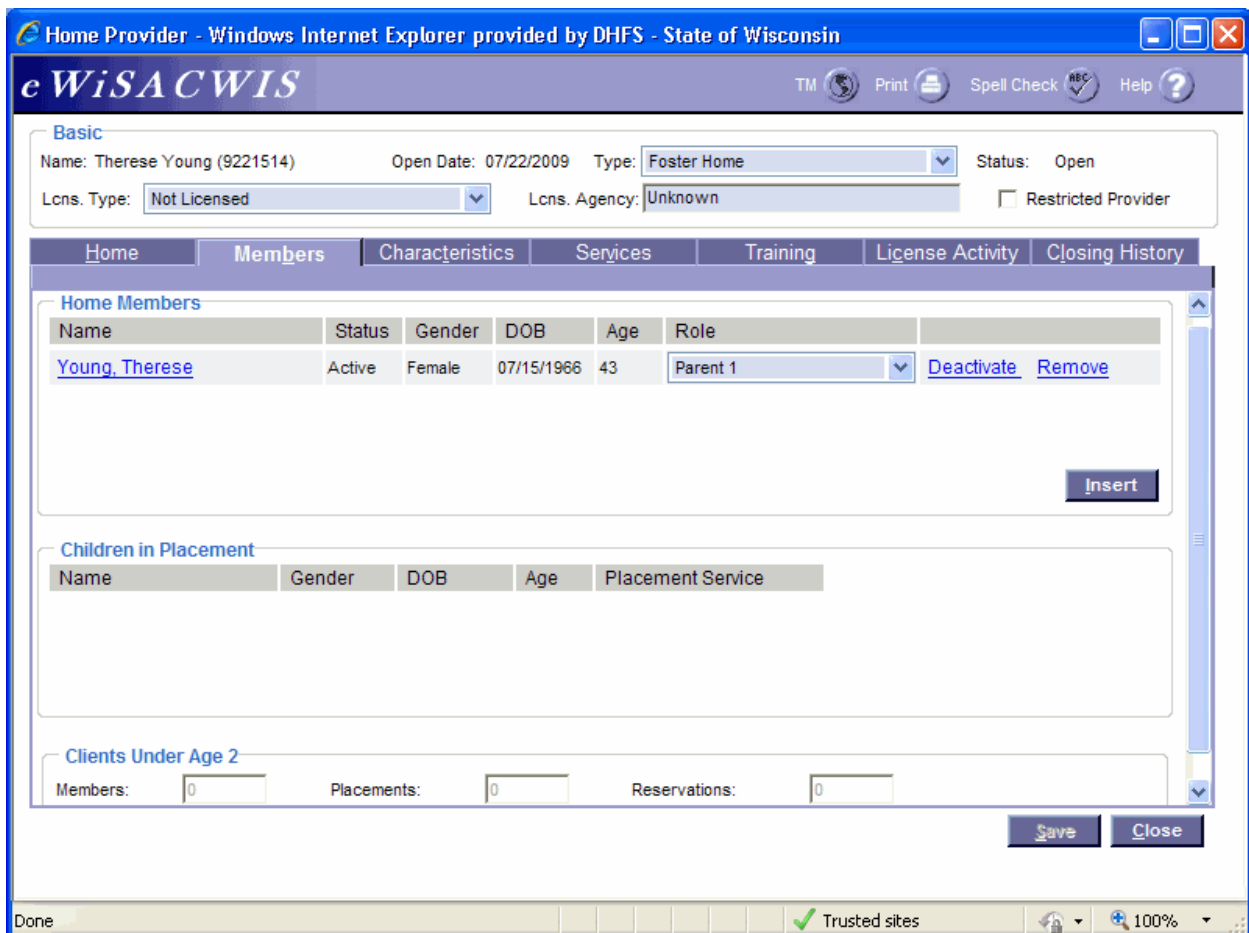 Home Provider - Windows Internet Explorer provided by DHFS - State of Wisconsin
e WiSACWIS TM Print Spell Check ABC Help ?
Basic
Name: Therese Young (9221514) Open Date: 07/22/2009 Type: Foster Home Status: Open
Lcns. Type: Not Licensed Lcns. Agency: Unknown Restricted Provider
Home Members Characteristics Services Training License Activity Closing History
Home Members
Name Status Gender DOB Age Role
Young, Therese Active Female 07/15/1966 43 Parent 1 Deactivate Remove
Insert
Children in Placement
Name Gender DOB Age Placement Service
Clients Under Age 2
Members: 0 Placements: 0 Reservations: 0
Save Close
Done Trusted sites 100%